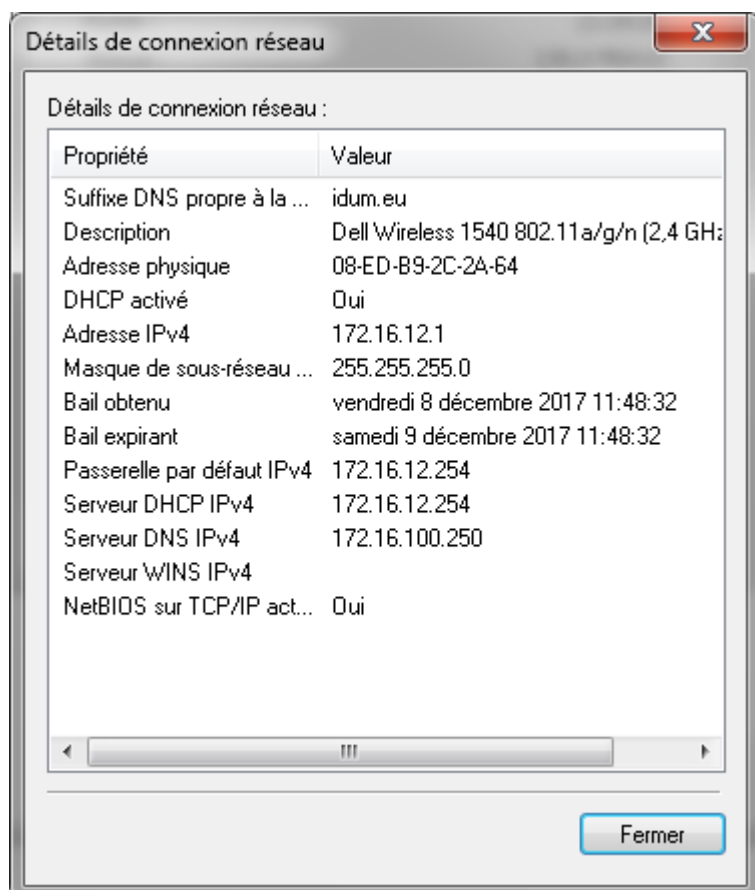 Détails de connexion réseau
Détails de connexion réseau :
Propriété Valeur
Suffixe DNS propre à la ... idum.eu
Description Dell Wireless 1540 802.11a/g/n (2,4 GHz
Adresse physique 08-ED-B9-2C-2A-64
DHCP activé Oui
Adresse IPv4 172.16.12.1
Masque de sous-réseau ... 255.255.255.0
Bail obtenu vendredi 8 décembre 2017 11:48:32
Bail expirant samedi 9 décembre 2017 11:48:32
Passerelle par défaut IPv4 172.16.12.254
Serveur DHCP IPv4 172.16.12.254
Serveur DNS IPv4 172.16.100.250
Serveur WINS IPv4
NetBIOS sur TCP/IP act... Oui
Fermer